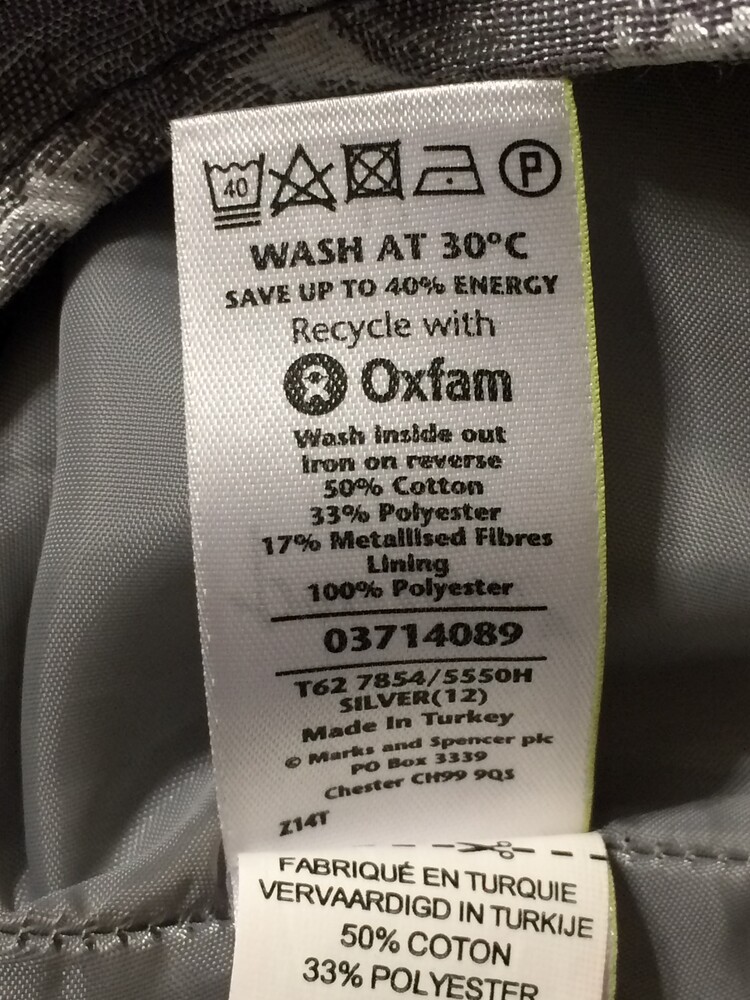 40
P
WASH AT 30°C
SAVE UP TO 40% ENERGY
Recycle with
Oxfam
Wash inside out
Iron on reverse
50% Cotton
33% Polyester
17% Metallised Fibres
Lining
100% Polyester
03714089
T62 7854/5550H
SILVER(12)
Made In Turkey
© Marks and Spencer plc
PO Box 3339
Chester CH99 9QS
Z14T
FABRIQUÉ EN TURQUIE
VERVAARDIGD IN TURKIJE
50% COTON
33% POLYESTER